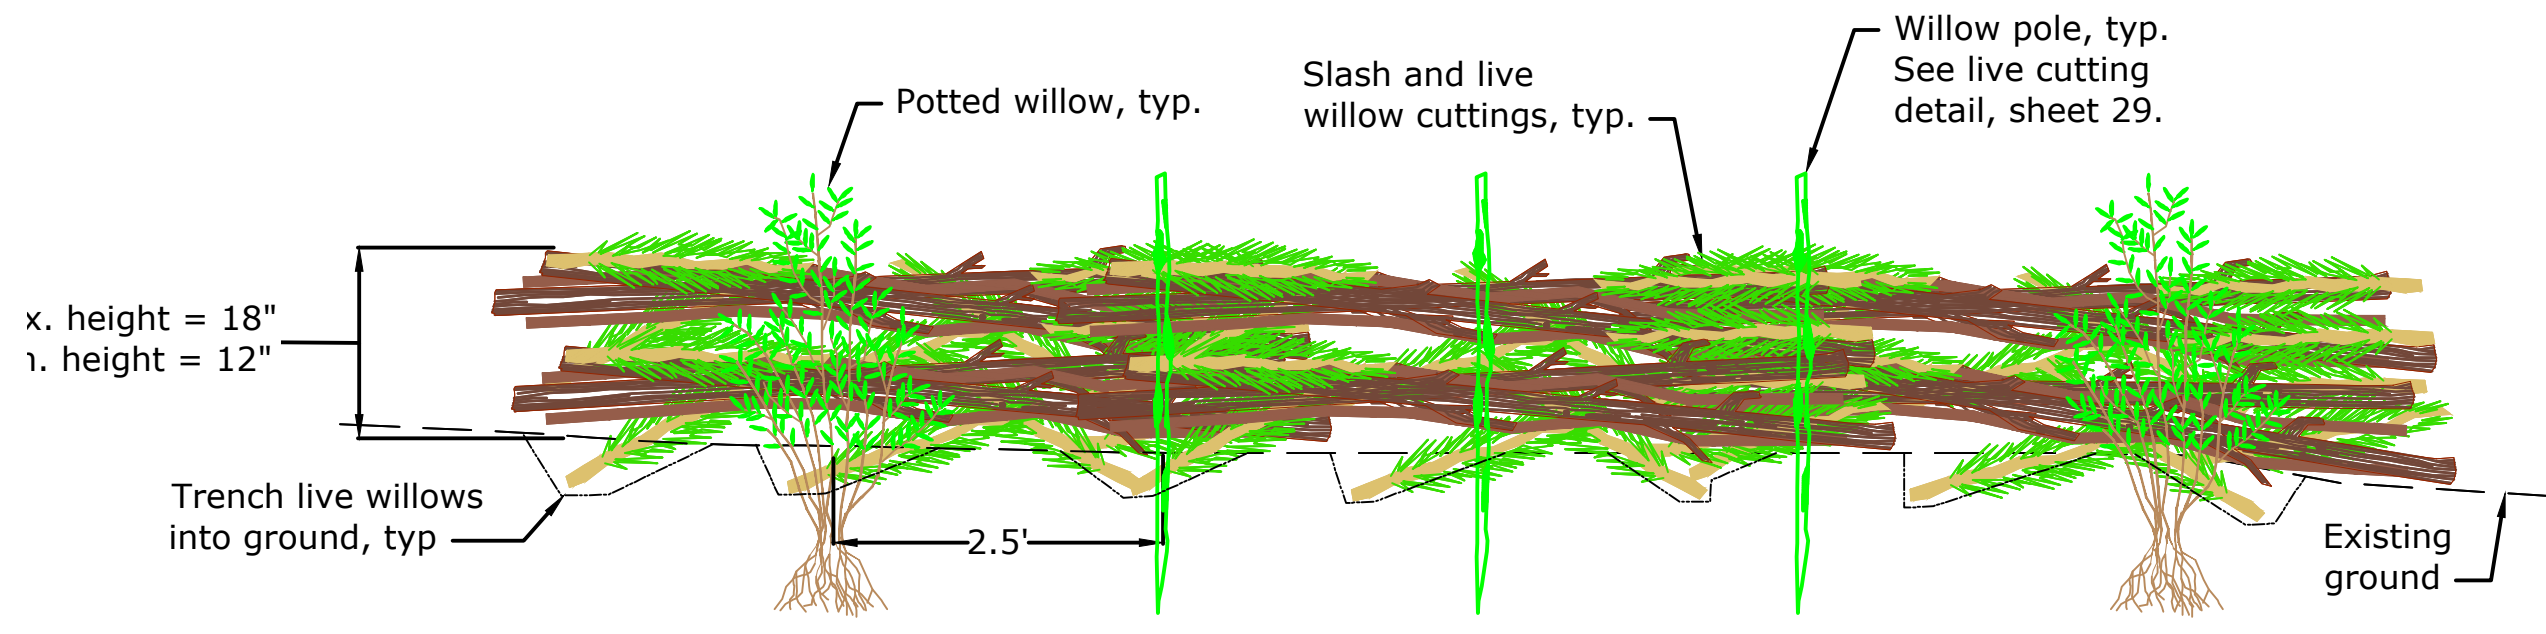 Willow pole, typ.
See live cutting
detail, sheet 29.
Slash and live
willow cuttings, typ.
Potted willow, typ.
x. height = 18"
height = 12"
Trench live willows
into ground, typ
2.5'
Existing
ground